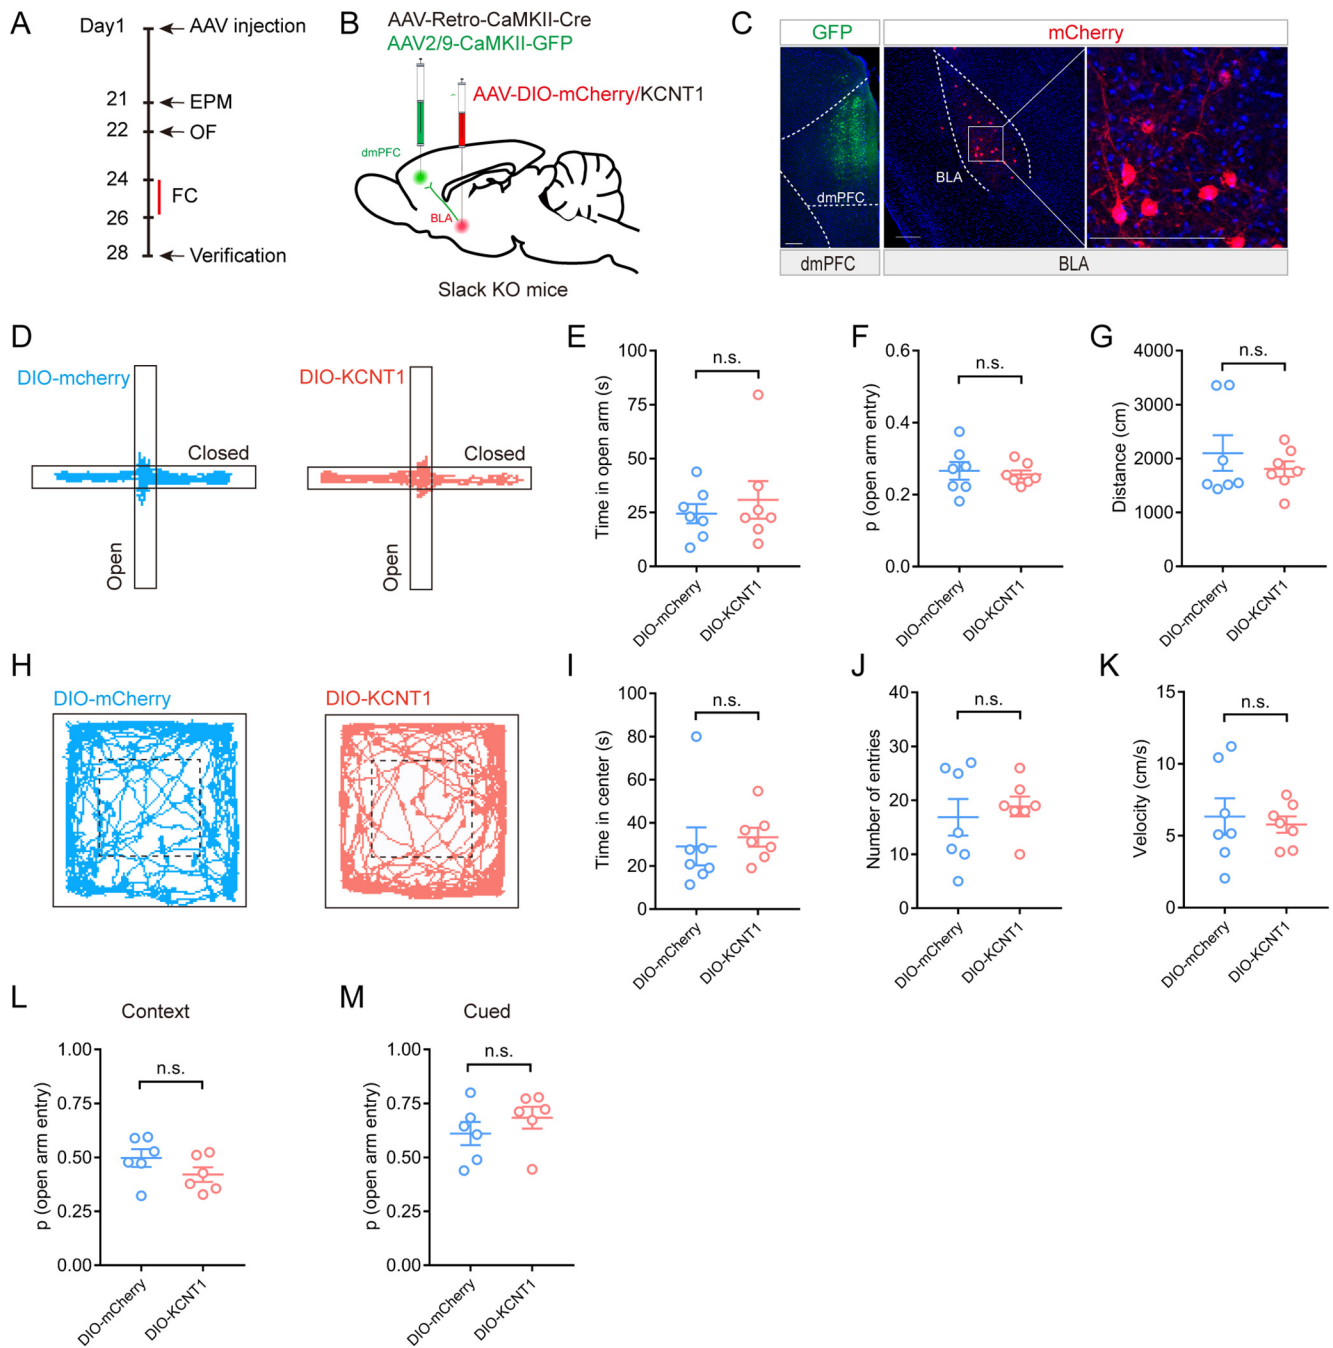 A
Day1
AAV injection
21
EPM
22
OF
24
FC
26
28
Verification
B
AAV-Retro-CaMKII-Cre
AAV2/9-CaMKII-GFP
AAV-DIO-mCherry/KCNT1
dmPFC
BLA
Slack KO mice
C
GFP
mCherry
dmPFC
BLA
dmPFC
BLA
D
DIO-mcherry
Closed
Open
DIO-KCNT1
Closed
Open
E
Time in open arm (s)
100
75
50
25
0
n.s.
DIO-mCherry
DIO-KCNT1
F
p (open arm entry)
0.6
0.4
0.2
0.0
n.s.
DIO-mCherry
DIO-KCNT1
G
Distance (cm)
4000
3000
2000
1000
0
n.s.
DIO-mCherry
DIO-KCNT1
H
DIO-mCherry
DIO-KCNT1
I
Time in center (s)
100
80
60
40
20
0
n.s.
DIO-mCherry
DIO-KCNT1
J
Number of entries
40
30
20
10
0
n.s.
DIO-mCherry
DIO-KCNT1
K
Velocity (cm/s)
15
10
5
0
n.s.
DIO-mCherry
DIO-KCNT1
L
Context
p (open arm entry)
1.00
0.75
0.50
0.25
0.00
n.s.
DIO-mCherry
DIO-KCNT1
M
Cued
p (open arm entry)
1.00
0.75
0.50
0.25
0.00
n.s.
DIO-mCherry
DIO-KCNT1